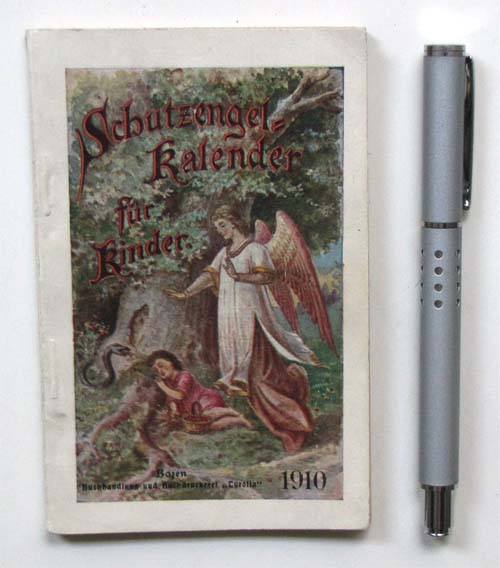 Schutzengel-
Kalender
für
Kinder.
Bozen
Buchhandlung und Buchdruckerei „Tyrolia“
1910